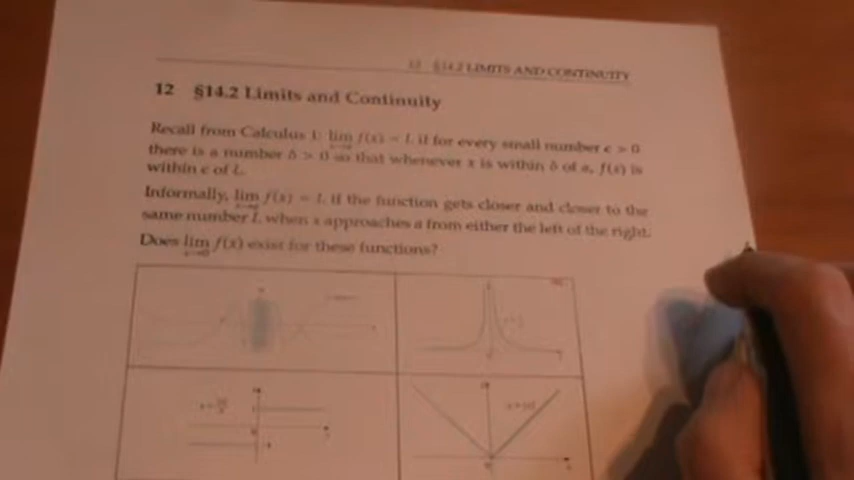 12 §14.2 LIMITS AND CONTINUITY
12 §14.2 Limits and Continuity
Recall from Calculus 1: lim f(x) = L if for every small number ε > 0
there is a number δ > 0 so that whenever x is within δ of a, f(x) is
within ε of L.
Informally, lim f(x) = L if the function gets closer and closer to the
same number L when x approaches a from either the left of the right.
Does lim f(x) exist for these functions?